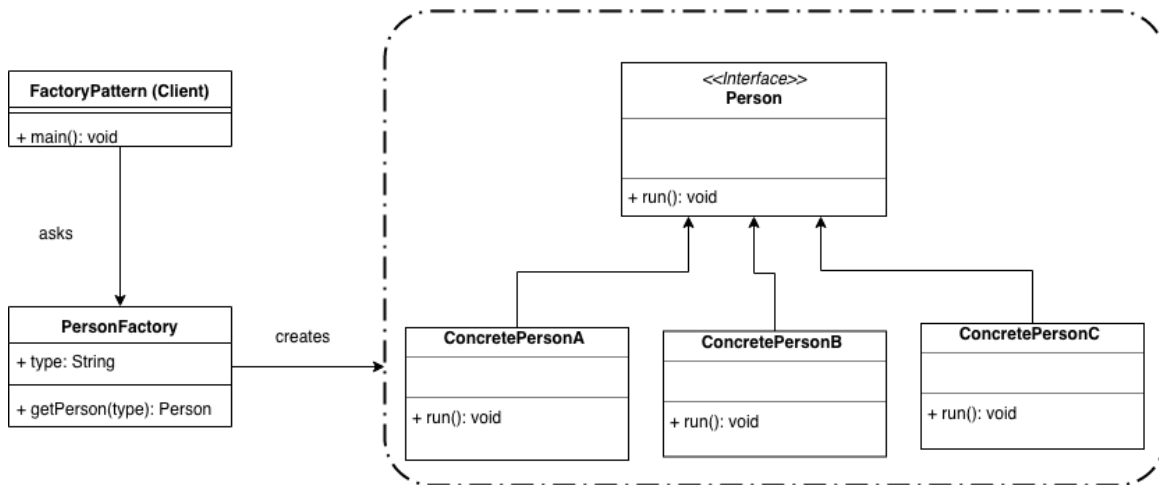 FactoryPattern (Client)
+ main(): void
asks
PersonFactory
+ type: String
+ getPerson(type): Person
creates
<<Interface>>
Person
+ run(): void
ConcretePersonA
+ run(): void
ConcretePersonB
+ run(): void
ConcretePersonC
+ run(): void